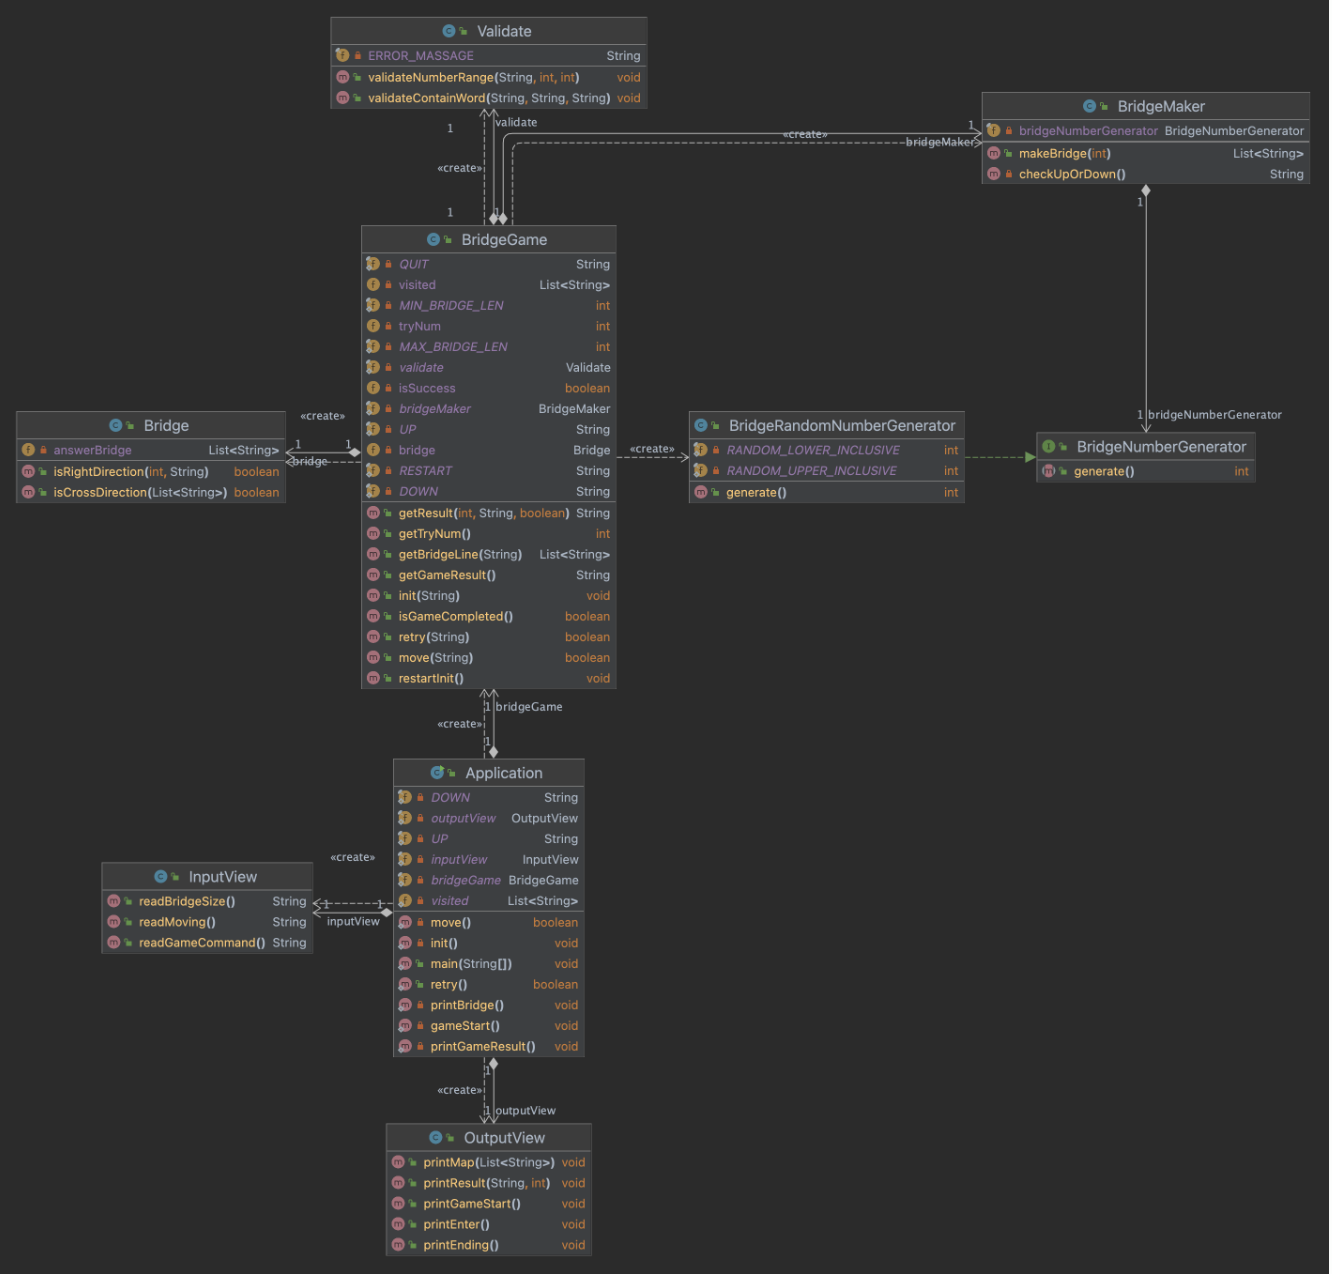 Validate
ERROR_MASSAGE String
validateNumberRange(String, int, int) void
validateContainWord(String, String, String) void
1
validate
«create»
1
1
«create»
bridgeMaker
1
BridgeMaker
bridgeNumberGenerator BridgeNumberGenerator
makeBridge(int) List<String>
checkUpOrDown() String
1
1 bridgeNumberGenerator
BridgeGame
QUIT String
visited List<String>
MIN_BRIDGE_LEN int
tryNum int
MAX_BRIDGE_LEN int
validate Validate
isSuccess boolean
bridgeMaker BridgeMaker
UP String
bridge Bridge
RESTART String
DOWN String
getResult(int, String, boolean) String
getTryNum() int
getBridgeLine(String) List<String>
getGameResult() String
init(String) void
isGameCompleted() boolean
retry(String) boolean
move(String) boolean
restartInit() void
Bridge
answerBridge List<String>
isRightDirection(int, String) boolean
isCrossDirection(List<String>) boolean
«create»
1 1
bridge
«create»
BridgeRandomNumberGenerator
RANDOM_LOWER_INCLUSIVE int
RANDOM_UPPER_INCLUSIVE int
generate() int
BridgeNumberGenerator
generate() int
1 bridgeGame
«create»
1
Application
DOWN String
outputView OutputView
UP String
inputView InputView
bridgeGame BridgeGame
visited List<String>
move() boolean
init() void
main(String[]) void
retry() boolean
printBridge() void
gameStart() void
printGameResult() void
«create»
1 1
inputView
InputView
readBridgeSize() String
readMoving() String
readGameCommand() String
1
«create»
1 outputView
OutputView
printMap(List<String>) void
printResult(String, int) void
printGameStart() void
printEnter() void
printEnding() void